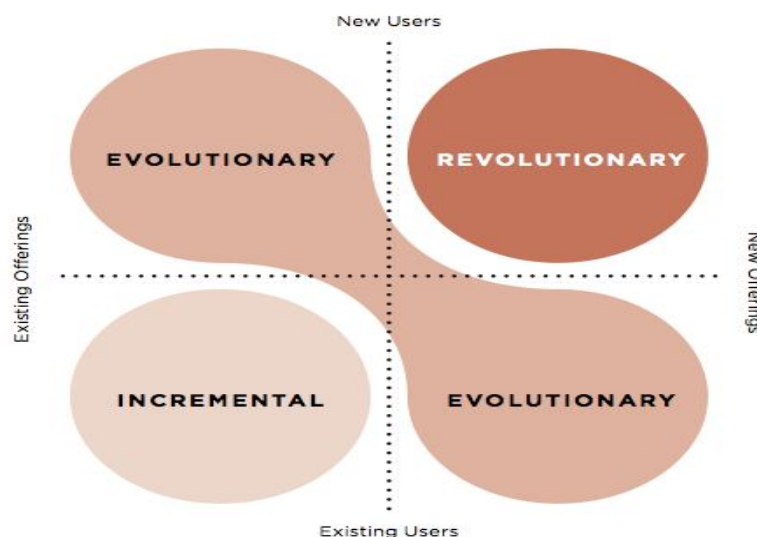 New Users
EVOLUTIONARY
REVOLUTIONARY
Existing Offerings
New Offerings
INCREMENTAL
EVOLUTIONARY
Existing Users